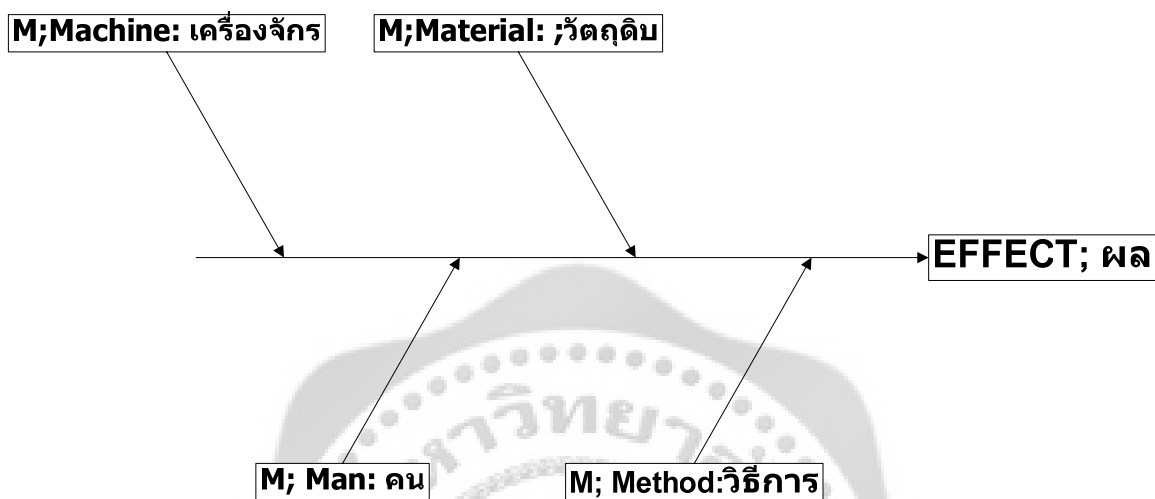 M;Machine: เครื่องจักร
M;Material: ;วัตถุดิบ
EFFECT; ผล
M; Man: คน
M; Method:วิธีการ